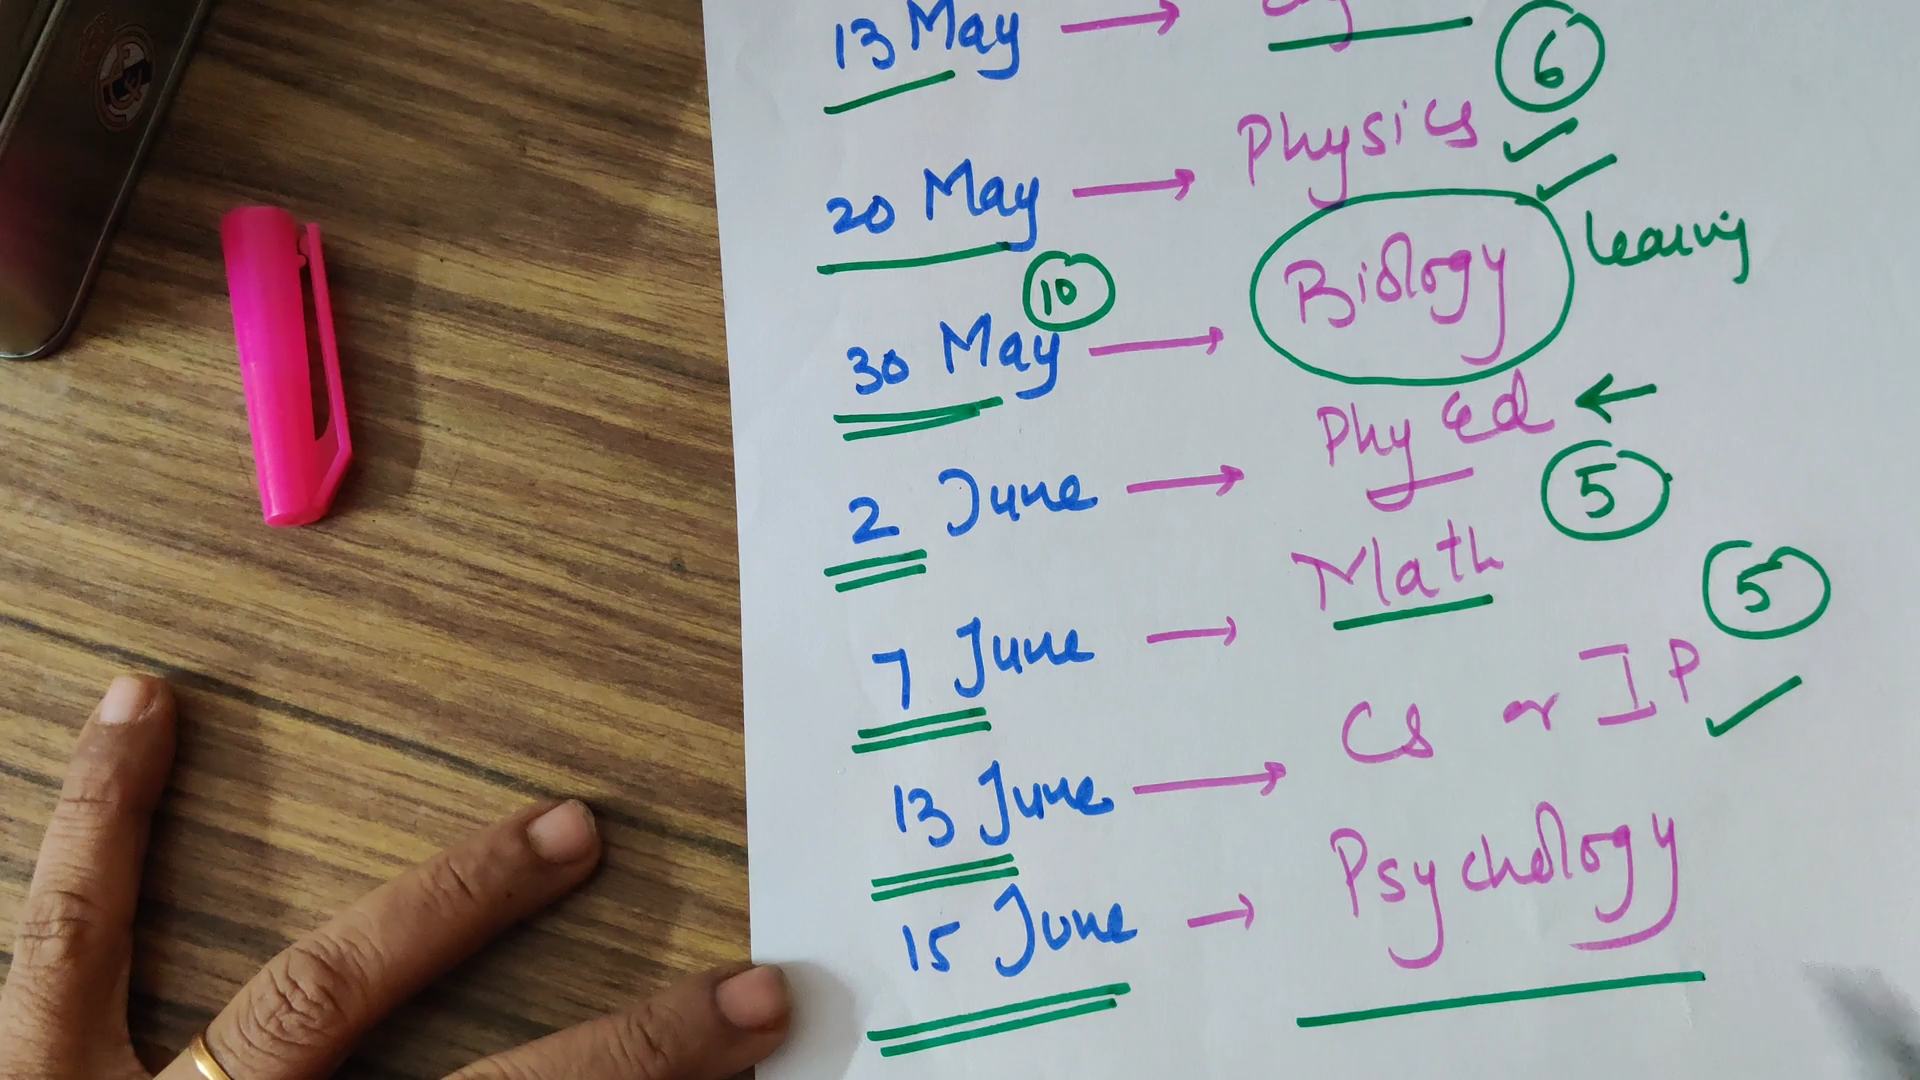 13 May →
6
20 May → Physics ✓
10
30 May → Biology ✓ leaving
2 June → Phy Ed ←
5
7 June → Math
5
13 June → CS or IP ✓
15 June → Psychology